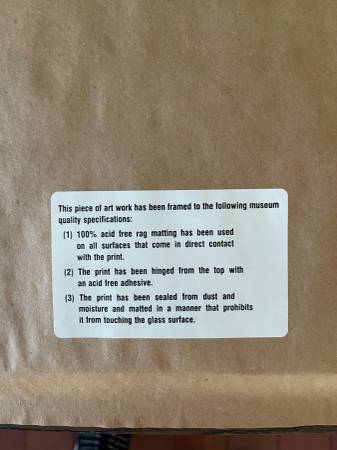 This piece of art work has been framed to the following museum
quality specifications:
(1) 100% acid free rag matting has been used
on all surfaces that come in direct contact
with the print.
(2) The print has been hinged from the top with
an acid free adhesive.
(3) The print has been sealed from dust and
moisture and matted in a manner that prohibits
it from touching the glass surface.